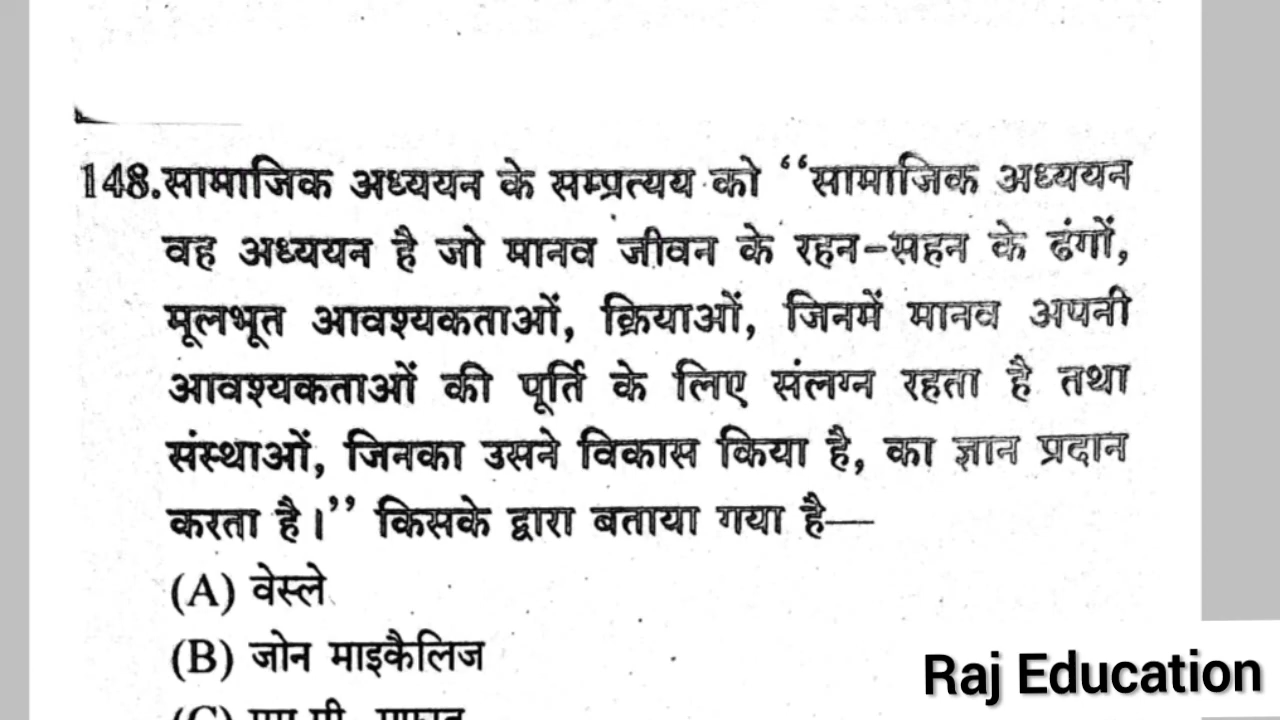 148.सामाजिक अध्ययन के सम्प्रत्यय को ‘‘सामाजिक अध्ययन
वह अध्ययन है जो मानव जीवन के रहन-सहन के ढंगों,
मूलभूत आवश्यकताओं, क्रियाओं, जिनमें मानव अपनी
आवश्यकताओं की पूर्ति के लिए संलग्न रहता है तथा
संस्थाओं, जिनका उसने विकास किया है, का ज्ञान प्रदान
करता है।’’ किसके द्वारा बताया गया है—
(A) वेस्ले
(B) जोन माइकैलिज
Raj Education